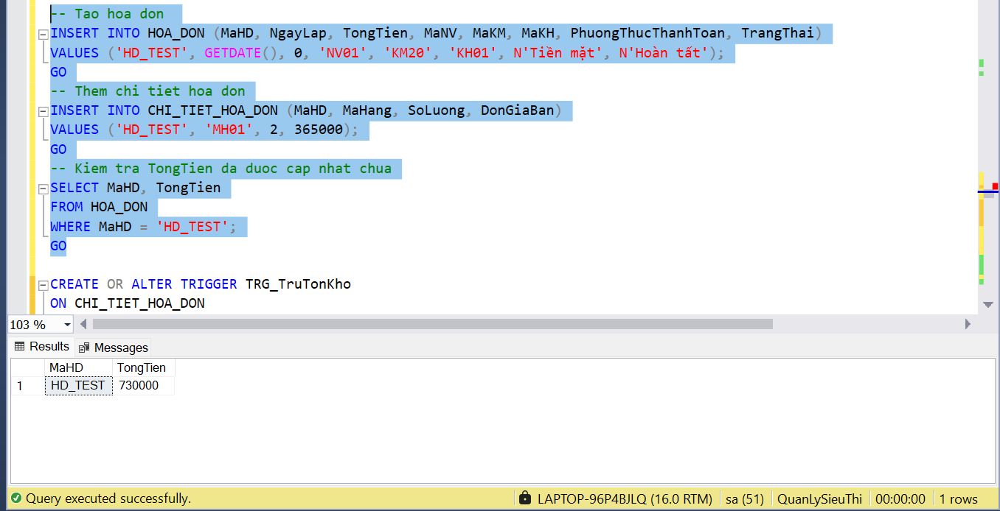 -- Tao hoa don
INSERT INTO HOA_DON (MaHD, NgayLap, TongTien, MaNV, MaKM, MaKH, PhuongThucThanhToan, TrangThai)
VALUES ('HD_TEST', GETDATE(), 0, 'NV01', 'KM20', 'KH01', N'Tiền mặt', N'Hoàn tất');
GO
-- Them chi tiet hoa don
INSERT INTO CHI_TIET_HOA_DON (MaHD, MaHang, SoLuong, DonGiaBan)
VALUES ('HD_TEST', 'MH01', 2, 365000);
GO
-- Kiem tra TongTien da duoc cap nhat chua
SELECT MaHD, TongTien
FROM HOA_DON
WHERE MaHD = 'HD_TEST';
GO
CREATE OR ALTER TRIGGER TRG_TruTonKho
ON CHI_TIET_HOA_DON
103 %
Results Messages
MaHD TongTien
1 HD_TEST 730000
Query executed successfully. LAPTOP-96P4BJLQ (16.0 RTM) sa (51) QuanLySieuThi 00:00:00 1 rows